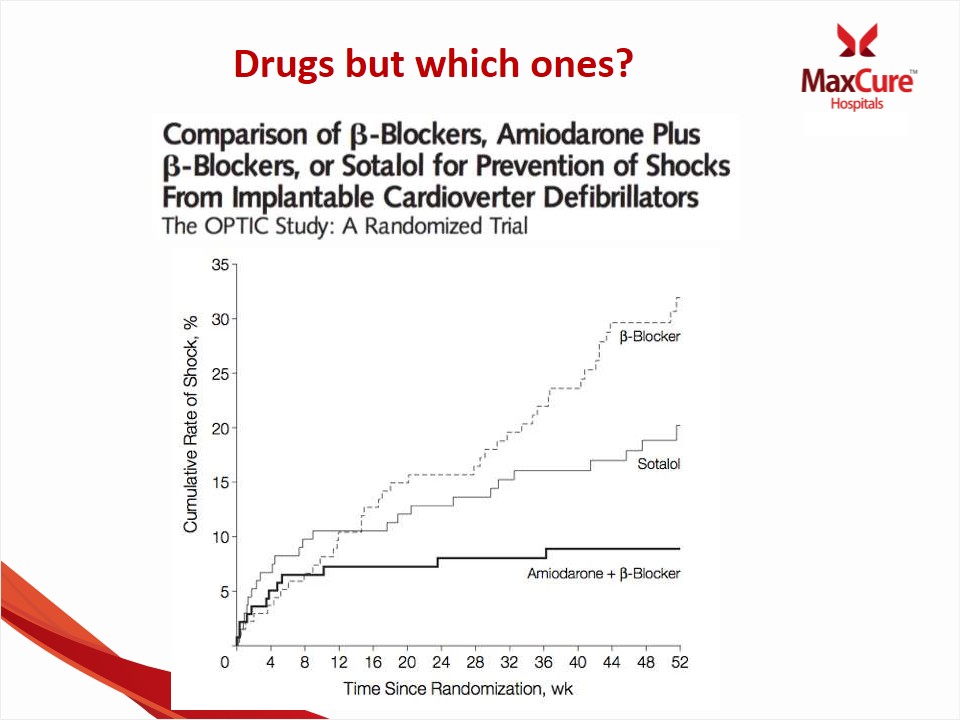 Drugs but which ones?
MaxCure™
Hospitals
Comparison of β-Blockers, Amiodarone Plus
β-Blockers, or Sotalol for Prevention of Shocks
From Implantable Cardioverter Defibrillators
The OPTIC Study: A Randomized Trial
35
30
25
20
15
10
5
Cumulative Rate of Shock, %
β-Blocker
Sotalol
Amiodarone + β-Blocker
0 4 8 12 16 20 24 28 32 36 40 44 48 52
Time Since Randomization, wk